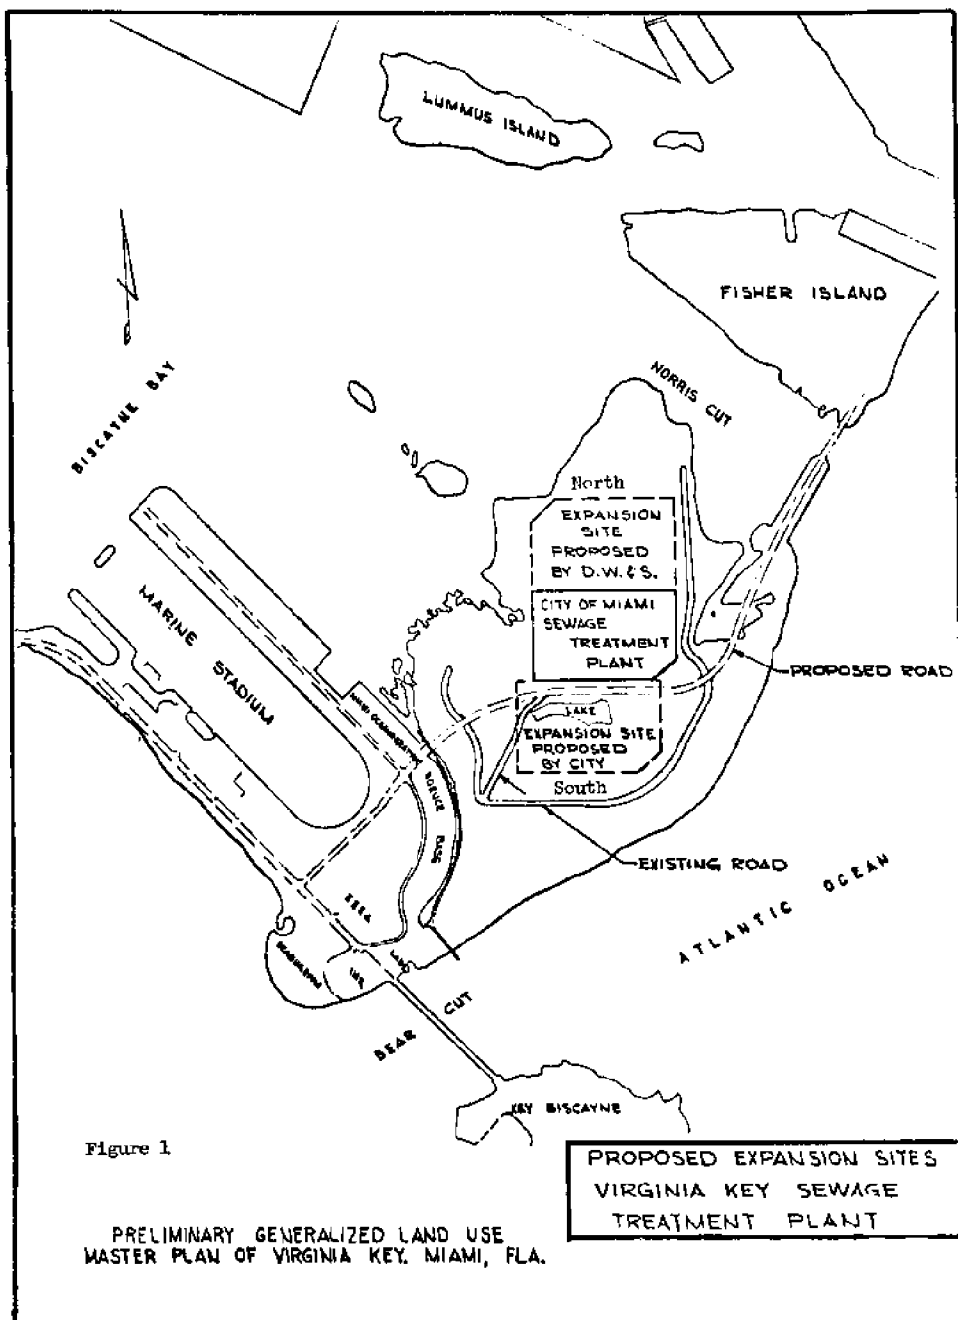 LUMMUS ISLAND
FISHER ISLAND
NORRIS CUT
BISCAYNE BAY
North
EXPANSION
SITE
PROPOSED
BY D.W.&S.
MARINE STADIUM
CITY OF MIAMI
SEWAGE
TREATMENT
PLANT
PROPOSED ROAD
LAKE
EXPANSION SITE
PROPOSED
BY CITY
South
EXISTING ROAD
ATLANTIC OCEAN
AREA
LAND
BEAR CUT
KEY BISCAYNE
Figure 1
PROPOSED EXPANSION SITES
VIRGINIA KEY SEWAGE
TREATMENT PLANT
PRELIMINARY GENERALIZED LAND USE
MASTER PLAN OF VIRGINIA KEY. MIAMI, FLA.